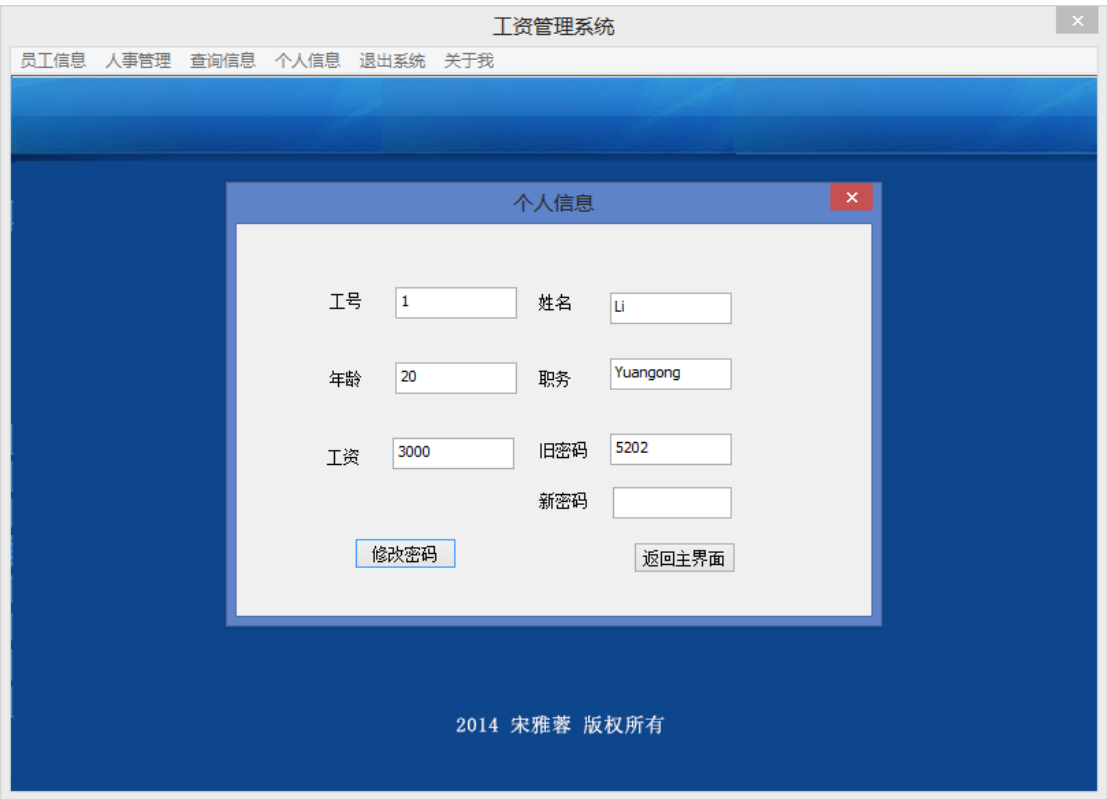 工资管理系统
员工信息 人事管理 查询信息 个人信息 退出系统 关于我
个人信息
工号 1 姓名 Li
年龄 20 职务 Yuangong
工资 3000 旧密码 5202
新密码
修改密码 返回主界面
2014 宋雅蓉 版权所有